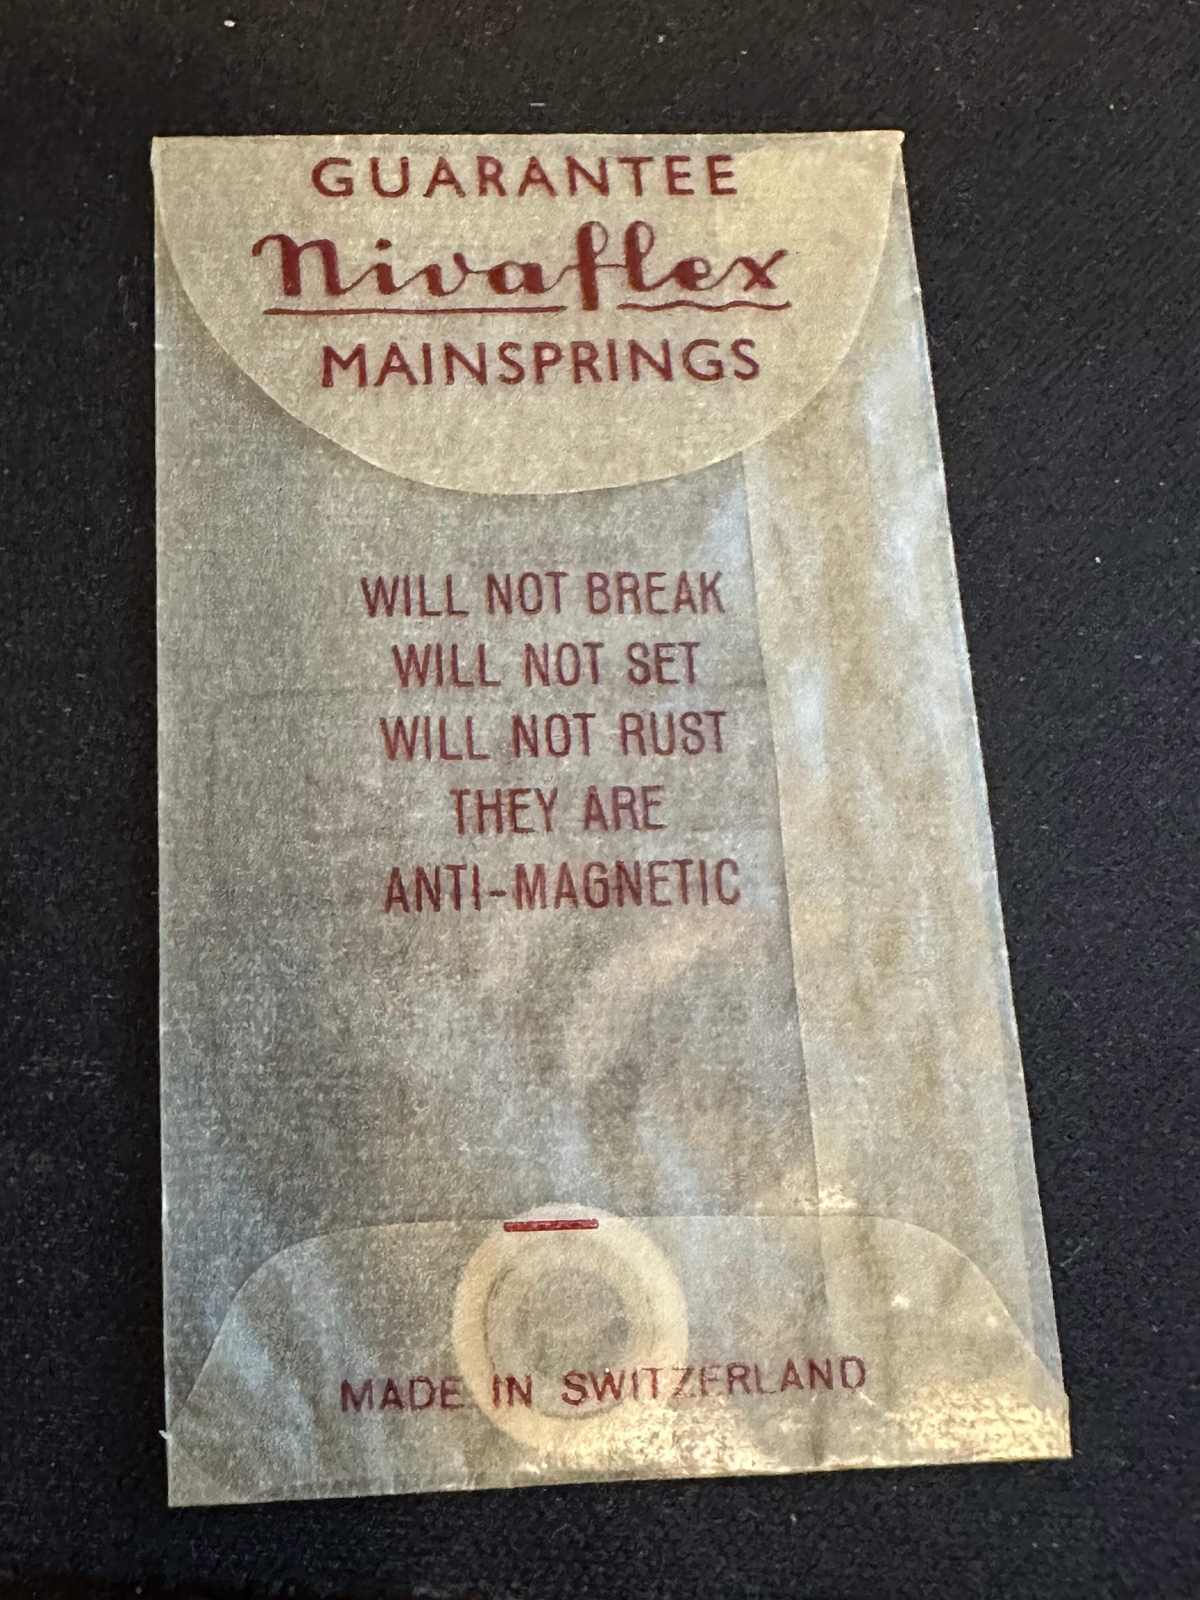 GUARANTEE
Nivaflex
MAINSPRINGS
WILL NOT BREAK
WILL NOT SET
WILL NOT RUST
THEY ARE
ANTI-MAGNETIC
MADE IN SWITZERLAND